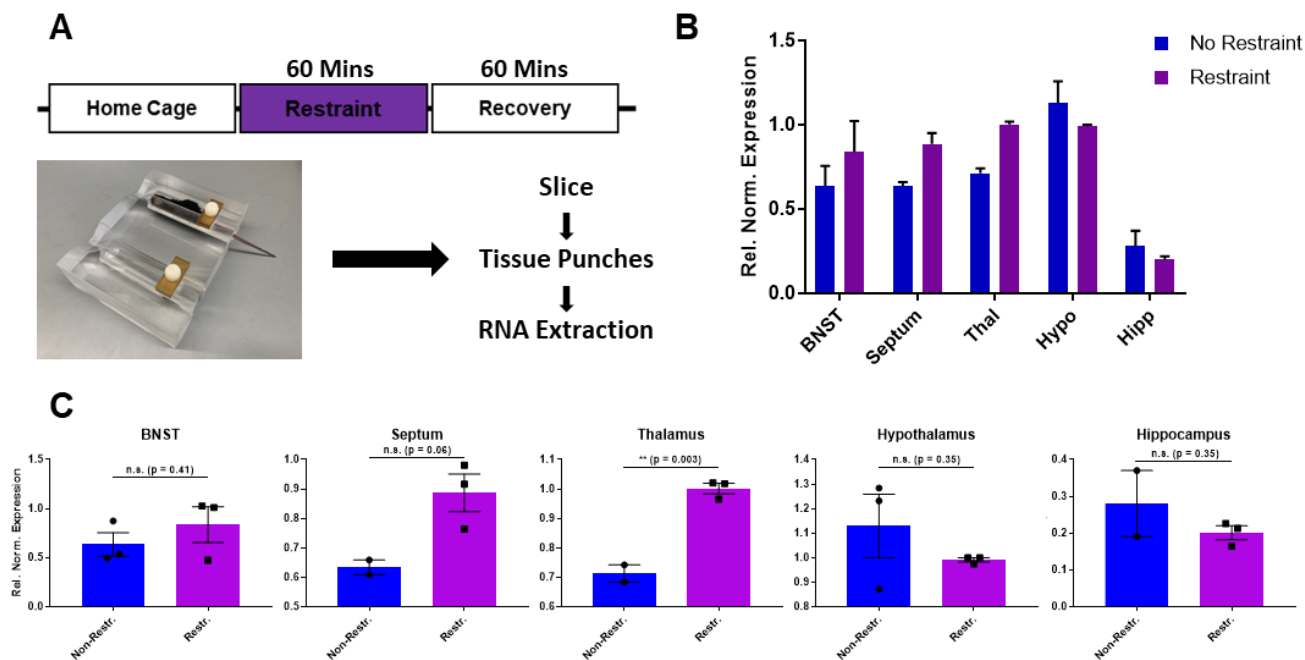 A
60 Mins 60 Mins
Home Cage Restraint Recovery
Slice
Tissue Punches
RNA Extraction
B
No Restraint
Restraint
Rel. Norm. Expression
1.5
1.0
0.5
0.0
BNST Septum Thal Hypo Hipp
C
BNST
n.s. (p = 0.41)
Rel. Norm. Expression
1.5
1.0
0.5
0.0
Non-Restr. Restr.
Septum
n.s. (p = 0.06)
1.0
0.9
0.8
0.7
0.6
0.5
Non-Restr. Restr.
Thalamus
** (p = 0.003)
1.1
1.0
0.9
0.8
0.7
0.6
Non-Restr. Restr.
Hypothalamus
n.s. (p = 0.35)
1.4
1.3
1.2
1.1
1.0
0.9
0.8
Non-Restr. Restr.
Hippocampus
n.s. (p = 0.35)
0.4
0.3
0.2
0.1
0.0
Non-Restr. Restr.